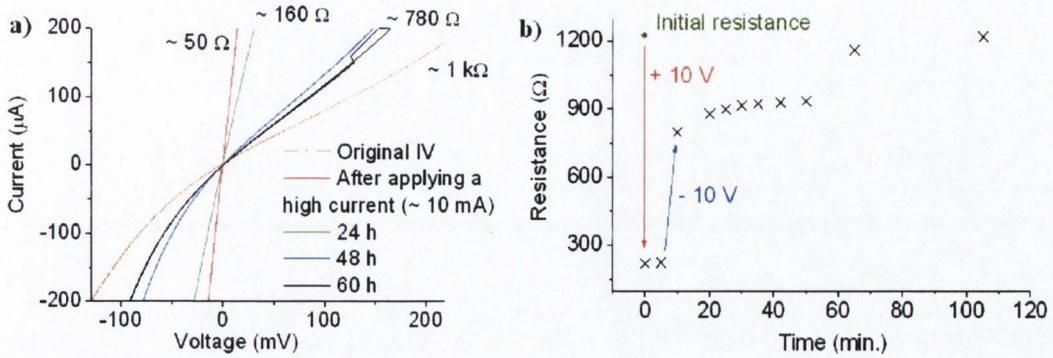 a)
~ 50 Ω
~ 160 Ω
~ 780 Ω
~ 1 kΩ
200
100
0
-100
-200
Current (µA)
Original IV
After applying a
high current (~ 10 mA)
24 h
48 h
60 h
-100
0
100
200
Voltage (mV)
b)
Initial resistance
+ 10 V
- 10 V
1200
900
600
300
Resistance (Ω)
0
20
40
60
80
100
120
Time (min.)